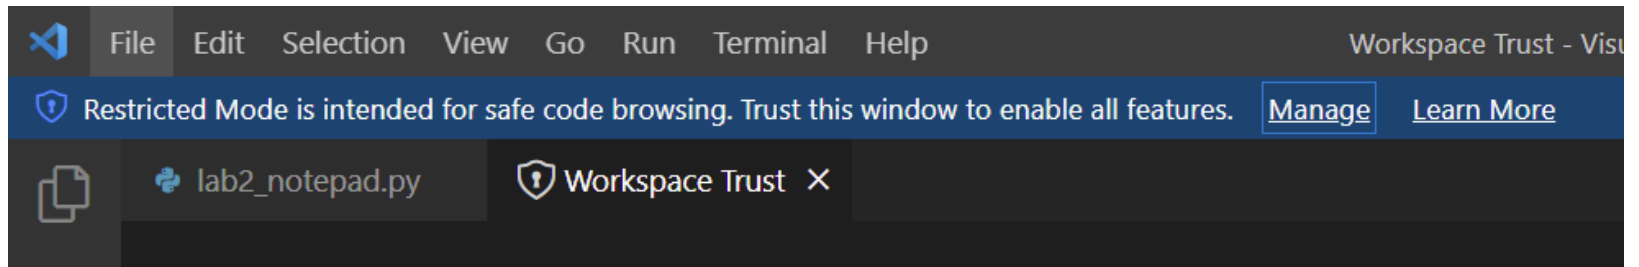 File Edit Selection View Go Run Terminal Help Workspace Trust -
Restricted Mode is intended for safe code browsing. Trust this window to enable all features. Manage Learn More
lab2_notepad.py Workspace Trust